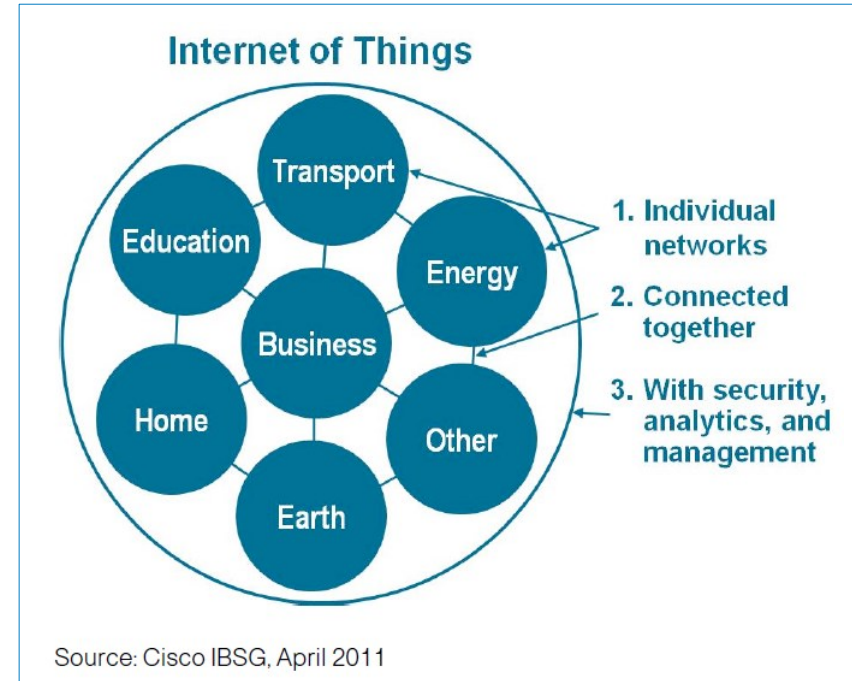 Internet of Things
Transport
Education
Energy
Business
Home
Other
Earth
1. Individual
networks
2. Connected
together
3. With security,
analytics, and
management
Source: Cisco IBSG, April 2011